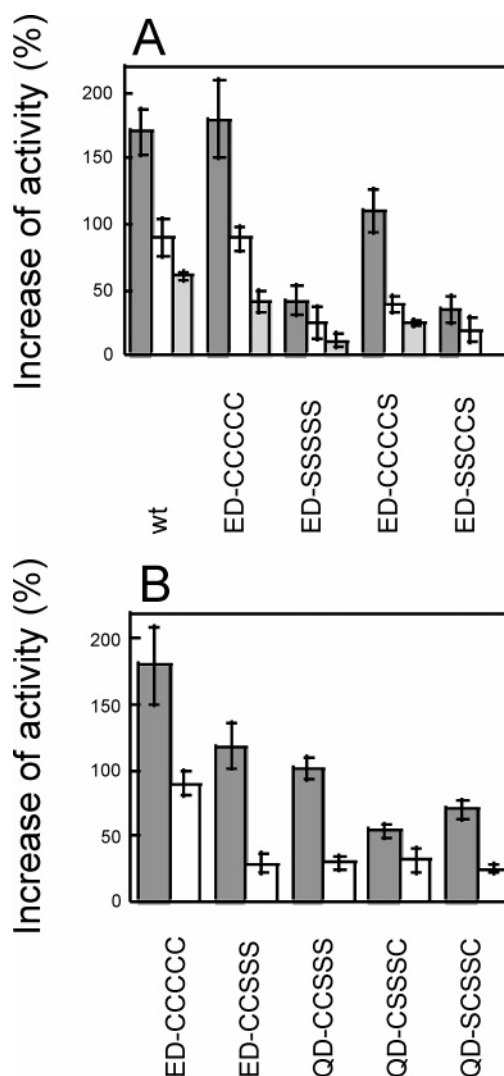 A
Increase of activity (%)
200
150
100
50
0
wt
ED-CCCCC
ED-SSSSS
ED-CCCCS
ED-SSCCS
B
Increase of activity (%)
200
150
100
50
0
ED-CCCCC
ED-CCSSS
QD-CCSSS
QD-CSSSC
QD-SCSSC